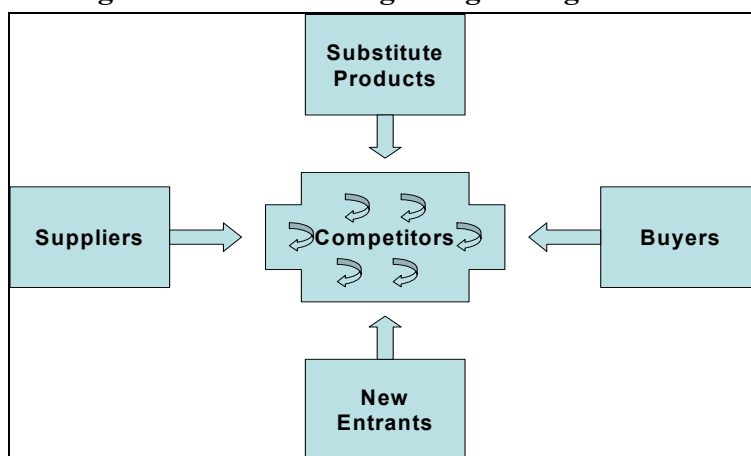 Substitute
Products
Suppliers
Competitors
Buyers
New
Entrants